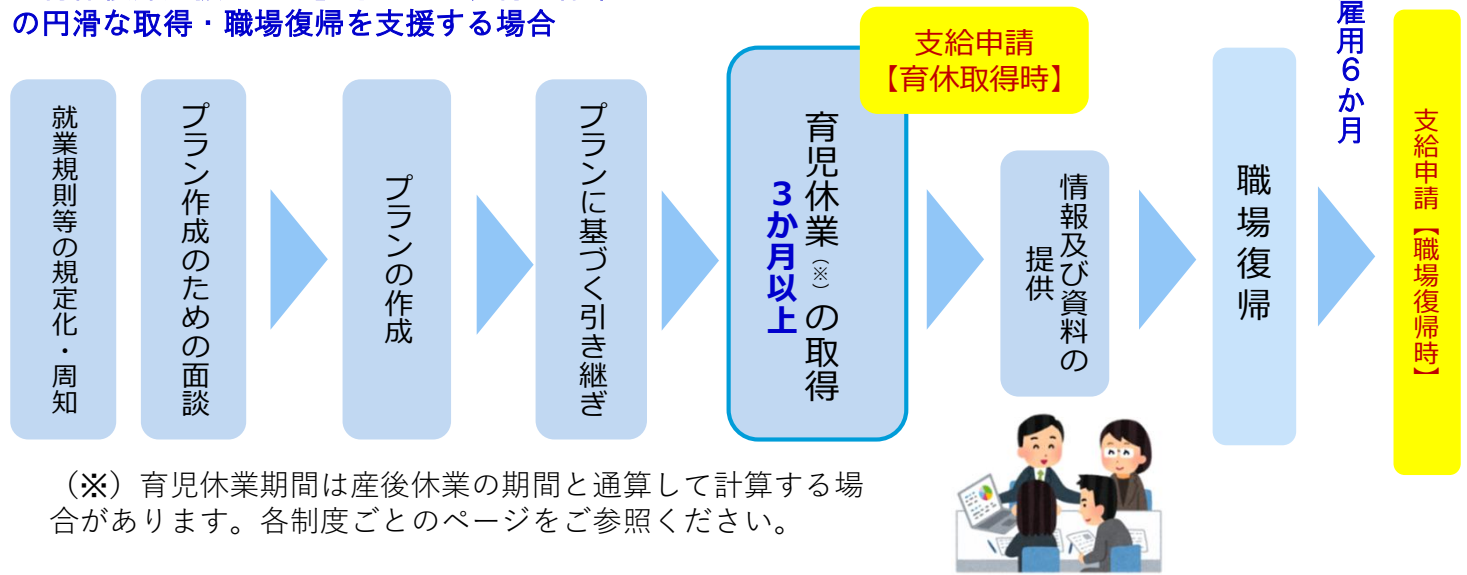 の円滑な取得・職場復帰を支援する場合
就業規則等の規定化・周知
プラン作成のための面談
プランの作成
プランに基づく引き継ぎ
育児休業（※）の取得
３か月以上
支給申請
【育休取得時】
情報及び資料の
提供
職場復帰
雇用６か月
支給申請【職場復帰時】
（※）育児休業期間は産後休業の期間と通算して計算する場
合があります。各制度ごとのページをご参照ください。